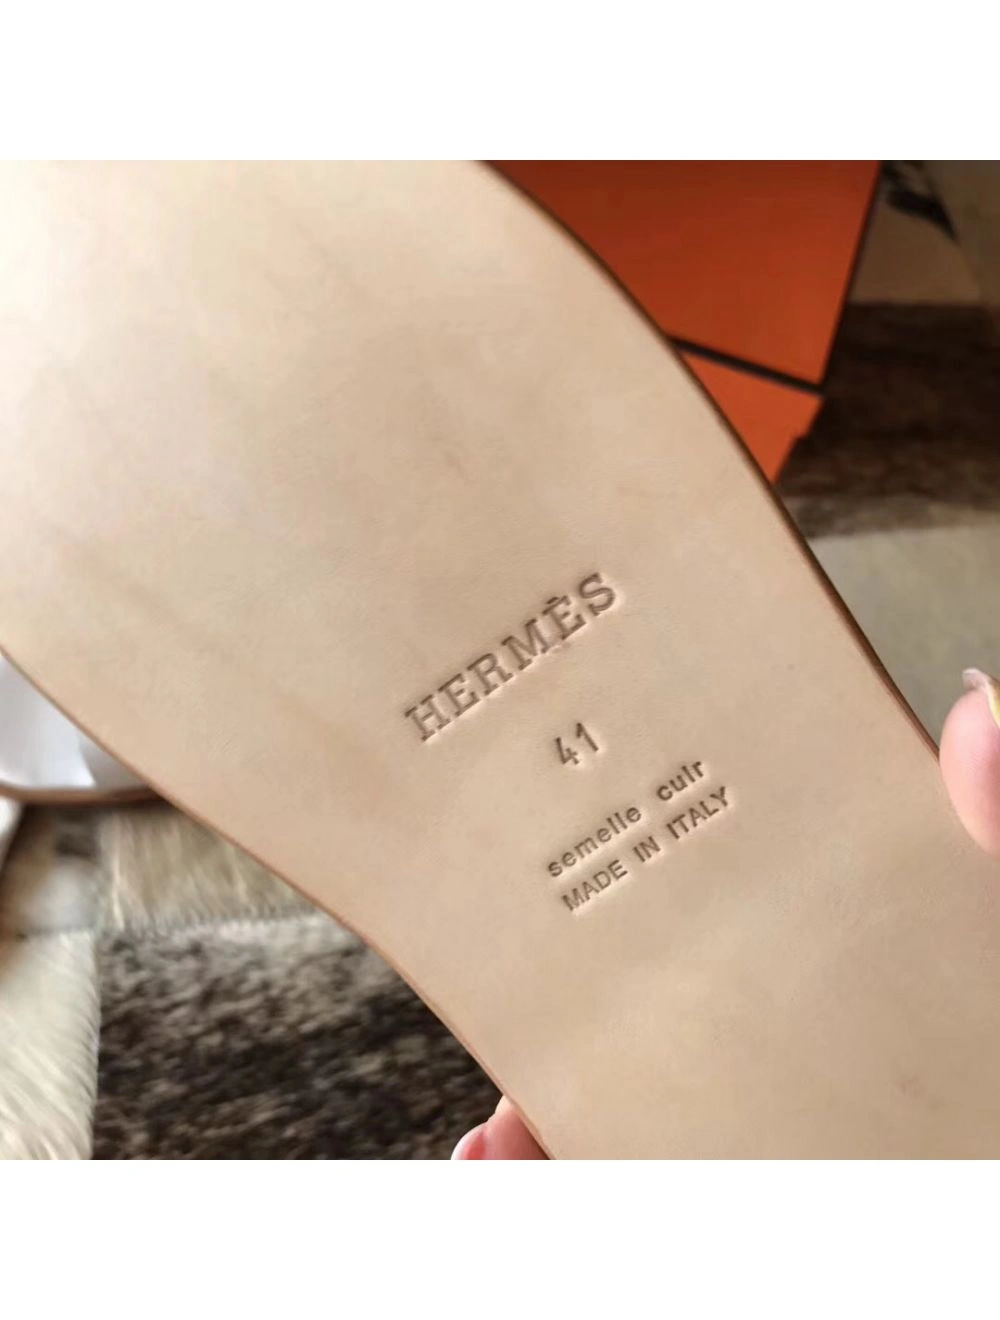 HERMÈS
41
semelle cuir
MADE IN ITALY